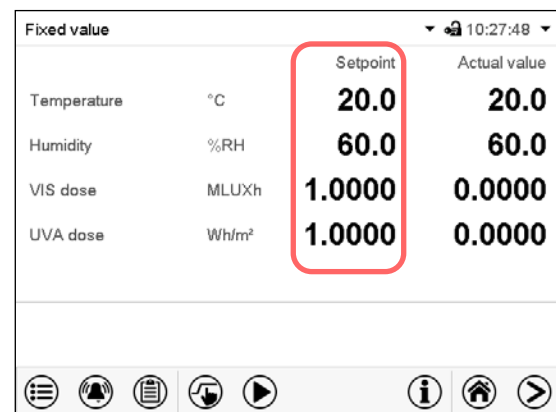 Fixed value 10:27:48
Setpoint Actual value
Temperature °C 20.0 20.0
Humidity %RH 60.0 60.0
VIS dose MLUXh 1.0000 0.0000
UVA dose Wh/m² 1.0000 0.0000